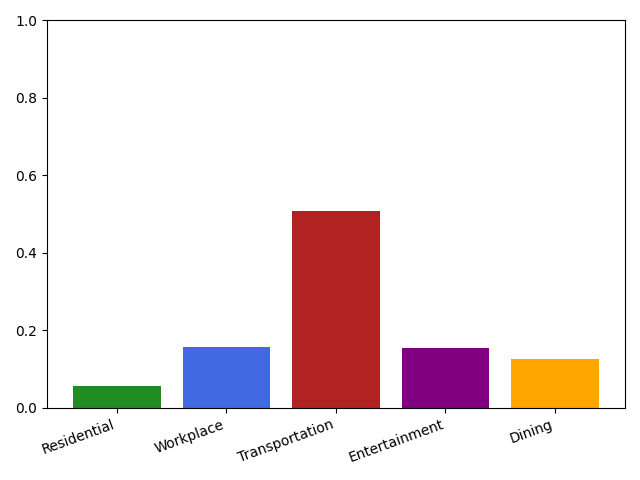 1.0
0.8
0.6
0.4
0.2
0.0
Residential
Workplace
Transportation
Entertainment
Dining